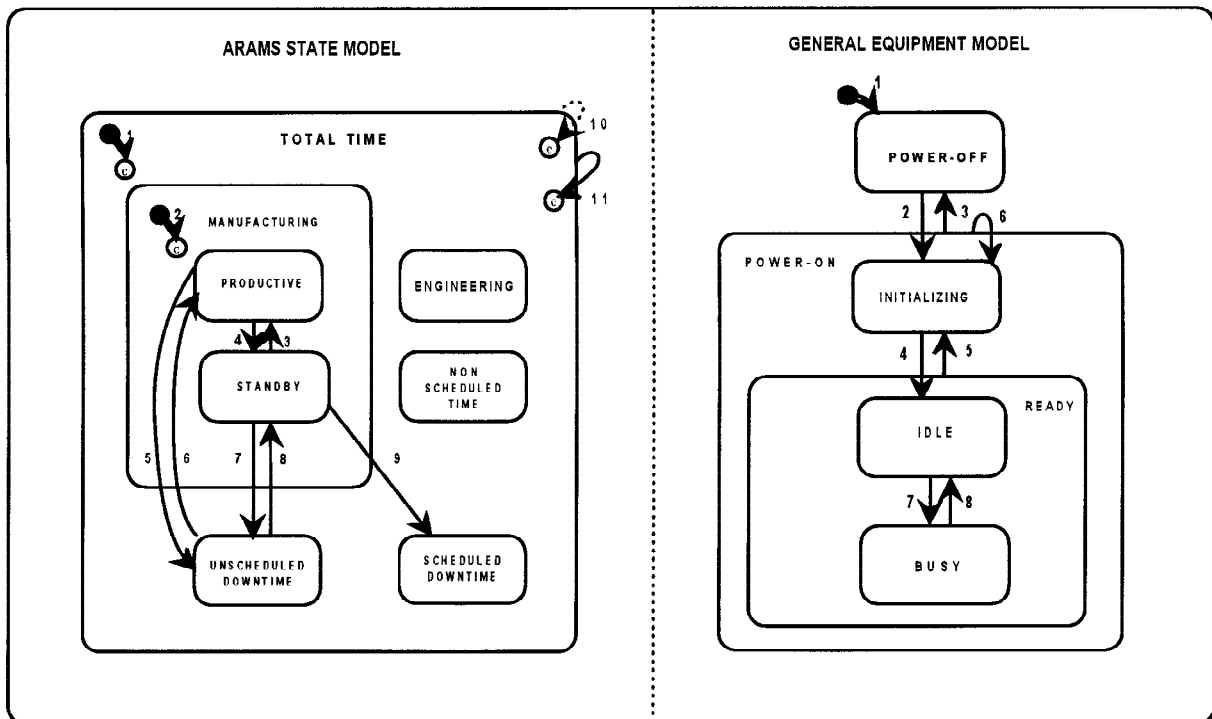 ARAMS STATE MODEL
TOTAL TIME
1
c
10
c
11
c
2
c
MANUFACTURING
PRODUCTIVE
4
3
STANDBY
5
6
7
8
9
UNSCHEDULED
DOWNTIME
ENGINEERING
NON
SCHEDULED
TIME
SCHEDULED
DOWNTIME
GENERAL EQUIPMENT MODEL
1
POWER-OFF
2
3
6
POWER-ON
INITIALIZING
4
5
READY
IDLE
7
8
BUSY